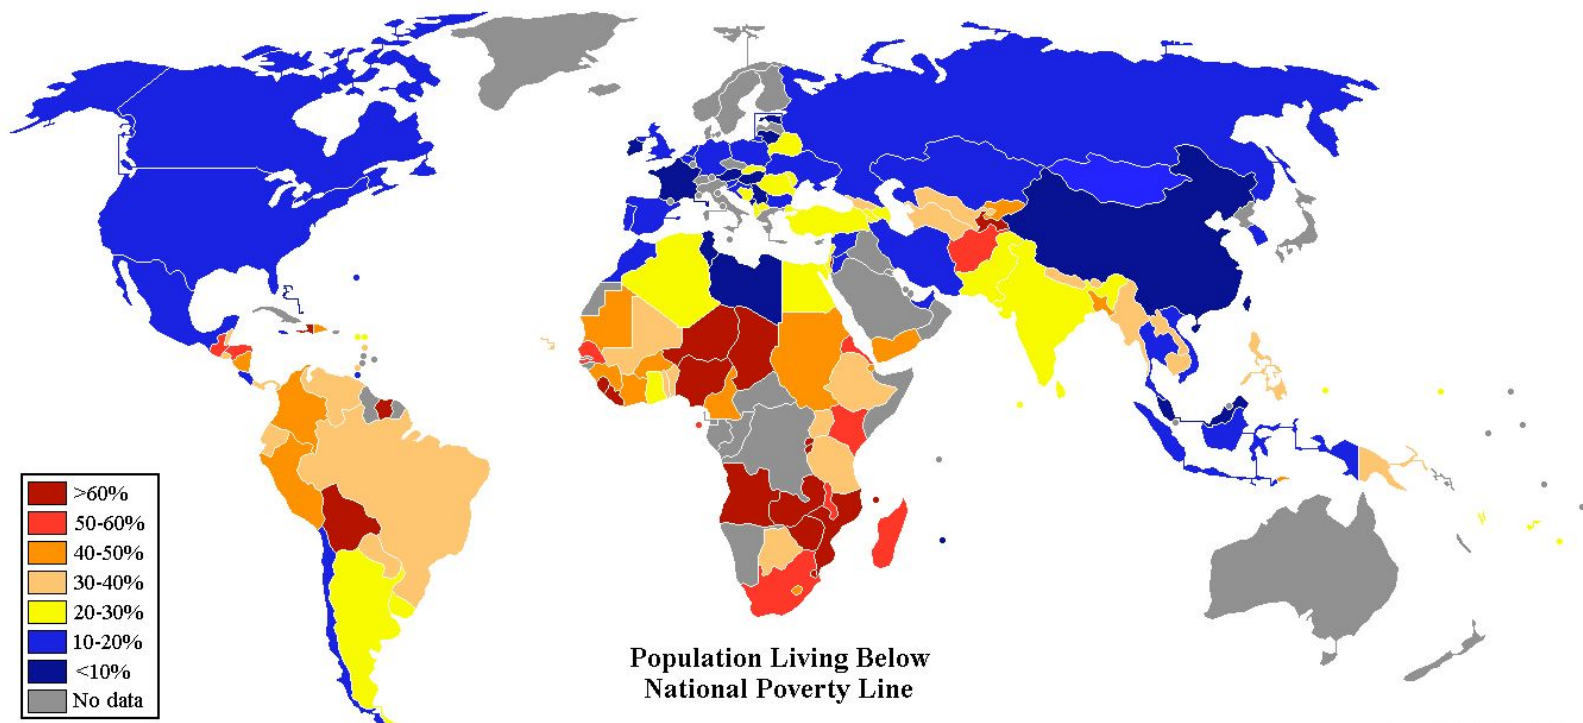 >60%
50-60%
40-50%
30-40%
20-30%
10-20%
<10%
No data
Population Living Below
National Poverty Line